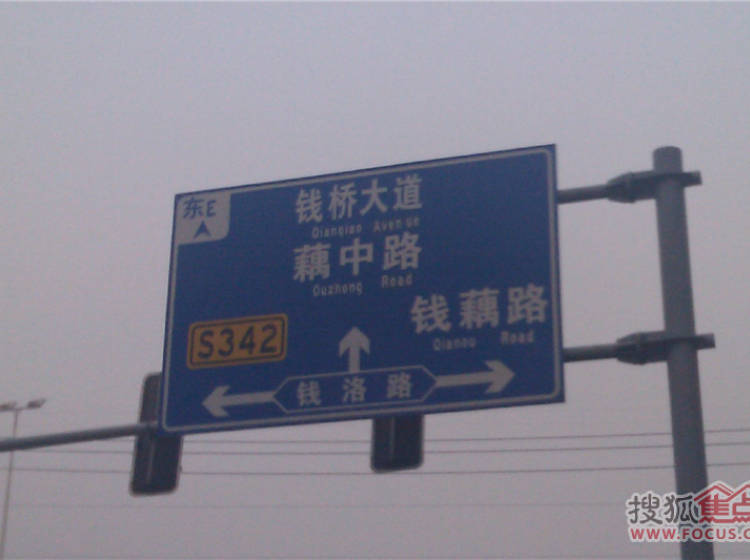 东E
钱桥大道
Qianqiao Avenue
藕中路
Ouzhong Road
钱藕路
Qianou Road
S342
钱洛路
搜狐焦点
www.Focus.c